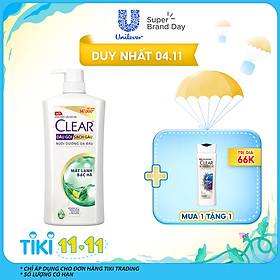 Unilever
Super
Brand Day
DUY NHẤT 04.11
CLEAR
DẦU GỘI SẠCH GÀU
NUÔI DƯỠNG DA ĐẦU
MÁT LẠNH
BẠC HÀ
TRỊ GIÁ
66K
CLEAR
MUA 1 TẶNG 1
TIKI 11·11
* CHỈ ÁP DỤNG CHO ĐƠN HÀNG TIKI TRADING
* SỐ LƯỢNG CÓ HẠN